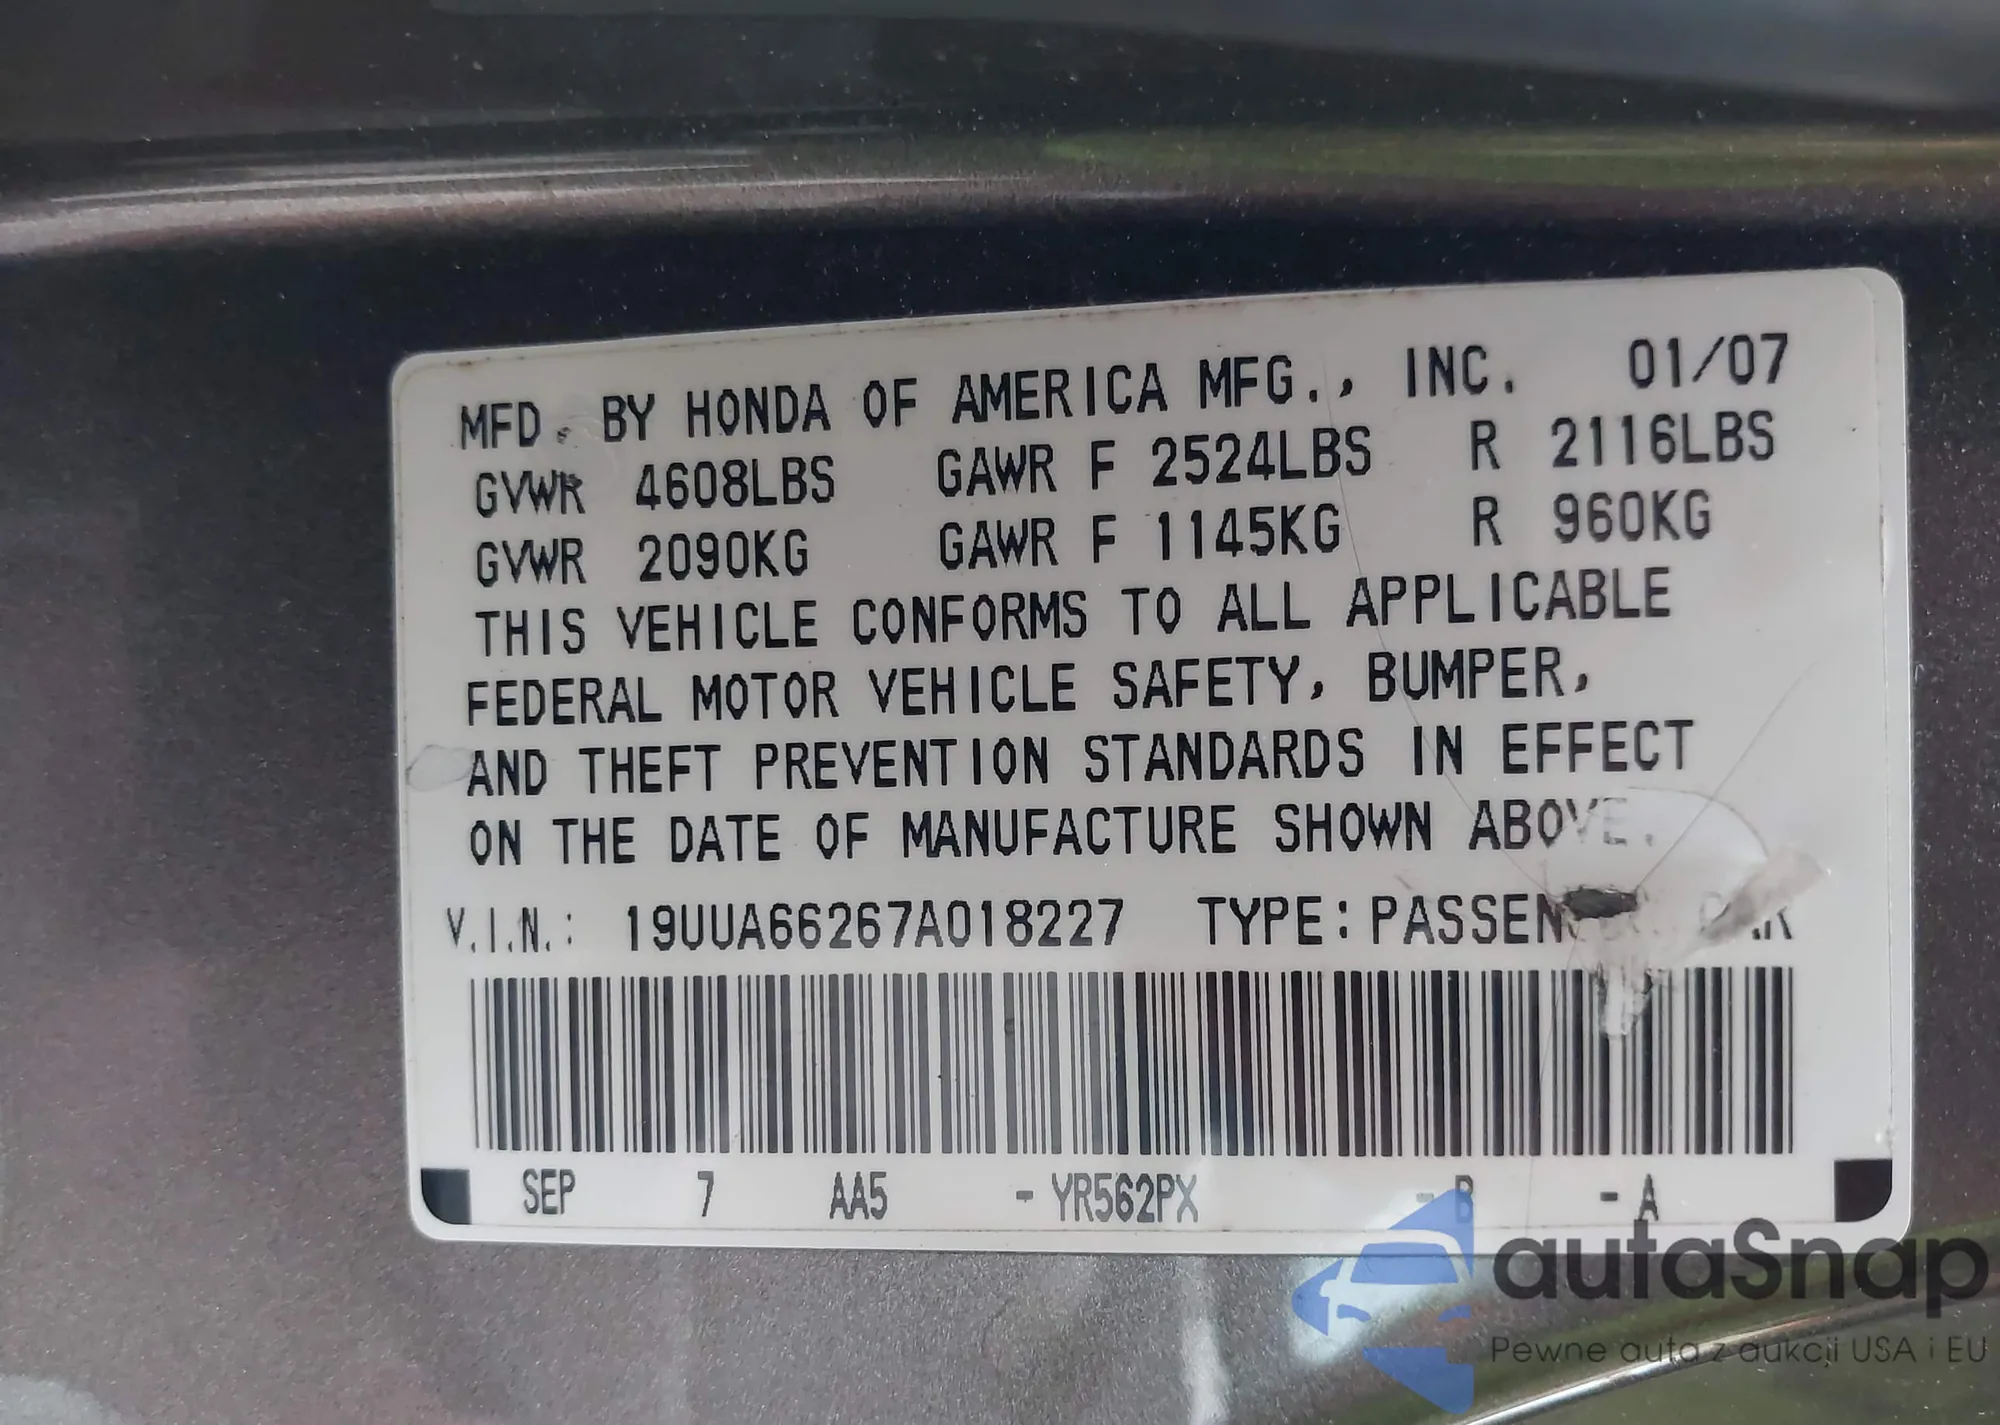 MFD. BY HONDA OF AMERICA MFG., INC. 01/07
GVWR 4608LBS GAWR F 2524LBS R 2116LBS
GVWR 2090KG GAWR F 1145KG R 960KG
THIS VEHICLE CONFORMS TO ALL APPLICABLE
FEDERAL MOTOR VEHICLE SAFETY, BUMPER,
AND THEFT PREVENTION STANDARDS IN EFFECT
ON THE DATE OF MANUFACTURE SHOWN ABOVE.
V.I.N.: 19UUA66267A018227 TYPE: CAR
SEP 7 AA5 - YR562PX - B - A
autaSnap
Pewne auta z aukcji USA i EU